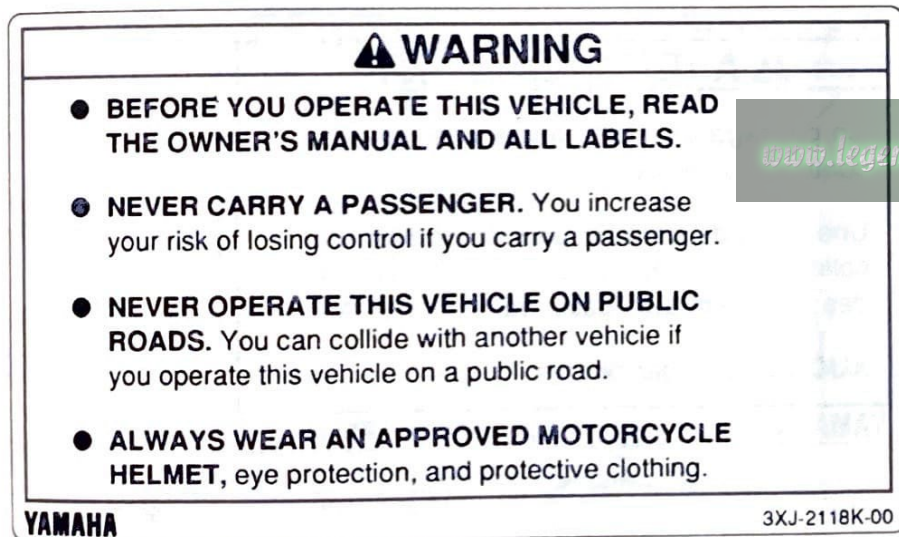 WARNING
● BEFORE YOU OPERATE THIS VEHICLE, READ
THE OWNER'S MANUAL AND ALL LABELS.
● NEVER CARRY A PASSENGER. You increase
your risk of losing control if you carry a passenger.
● NEVER OPERATE THIS VEHICLE ON PUBLIC
ROADS. You can collide with another vehicie if
you operate this vehicle on a public road.
● ALWAYS WEAR AN APPROVED MOTORCYCLE
HELMET, eye protection, and protective clothing.
YAMAHA
3XJ-2118K-00